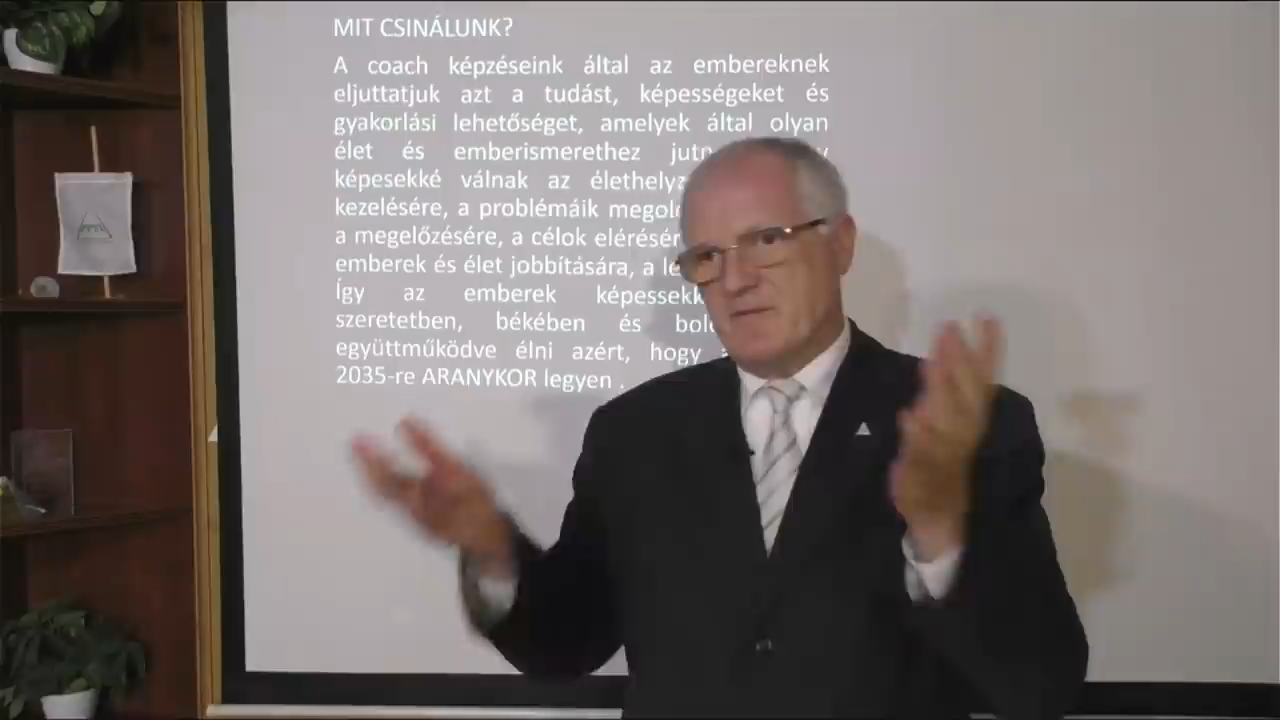 MIT CSINÁLUNK?
A coach képzéseink által az embereknek
eljuttatjuk azt a tudást, képességeket és
gyakorlási lehetőséget, amelyek által olyan
élet és emberismerethez
képesekké válnak az
kezelésére, a problémáik
a megelőzésére, a célok
emberek és élet jobbítására, a
Így az emberek
szeretetben, békében és
együttműködve élni azért, hogy
2035-re ARANYKOR legyen .